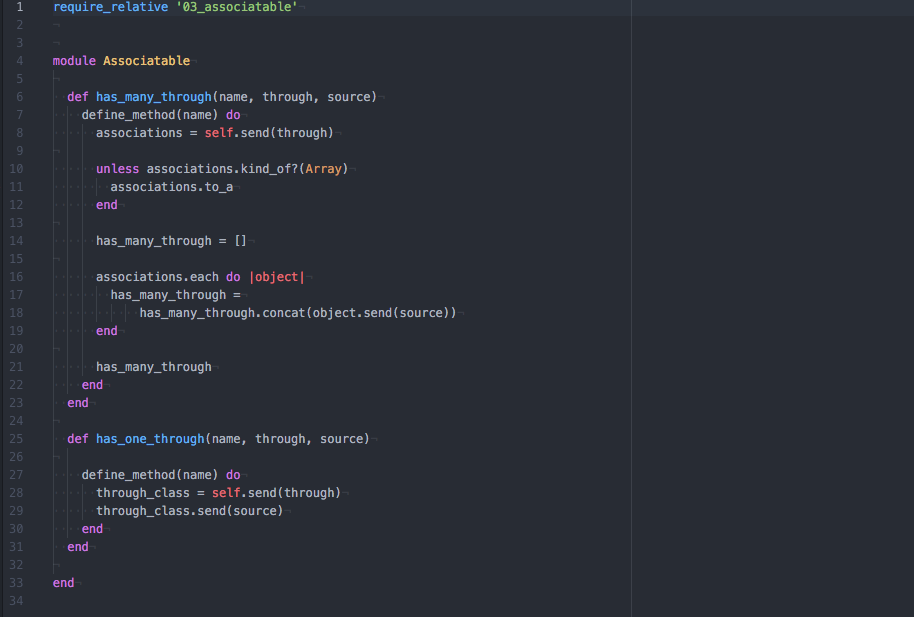 1 require_relative '03_associatable'
2
3
4 module Associatable
5
6 def has_many_through(name, through, source)
7 define_method(name) do
8 associations = self.send(through)
9
10 unless associations.kind_of?(Array)
11 associations.to_a
12 end
13
14 has_many_through = []
15
16 associations.each do |object|
17 has_many_through =
18 has_many_through.concat(object.send(source))
19 end
20
21 has_many_through
22 end
23 end
24
25 def has_one_through(name, through, source)
26
27 define_method(name) do
28 through_class = self.send(through)
29 through_class.send(source)
30 end
31 end
32
33 end
34